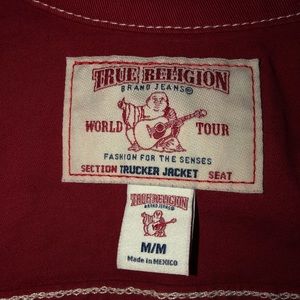 TRUE RELIGION
BRAND JEANS®
WORLD TOUR
FASHION FOR THE SENSES
SECTION TRUCKER JACKET SEAT
TRUE RELIGION
BRAND JEANS
M/M
Made in MEXICO